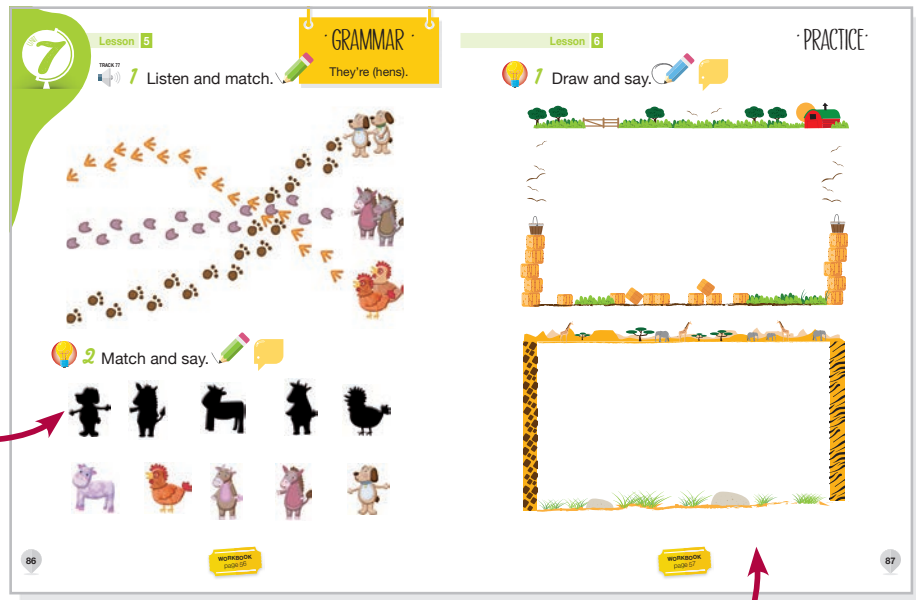 7
Lesson 5
· GRAMMAR ·
They're (hens).
TRACK 77
1 Listen and match.
2 Match and say.
86
WORKBOOK
page 56
Lesson 6
· PRACTICE ·
1 Draw and say.
WORKBOOK
page 57
87